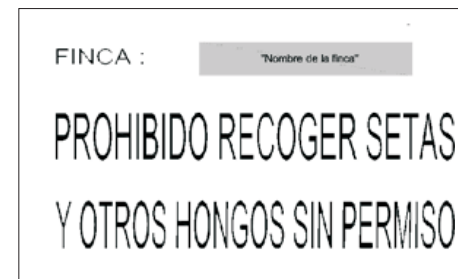 FINCA : "Nombre de la finca"
PROHIBIDO RECOGER SETAS
Y OTROS HONGOS SIN PERMISO